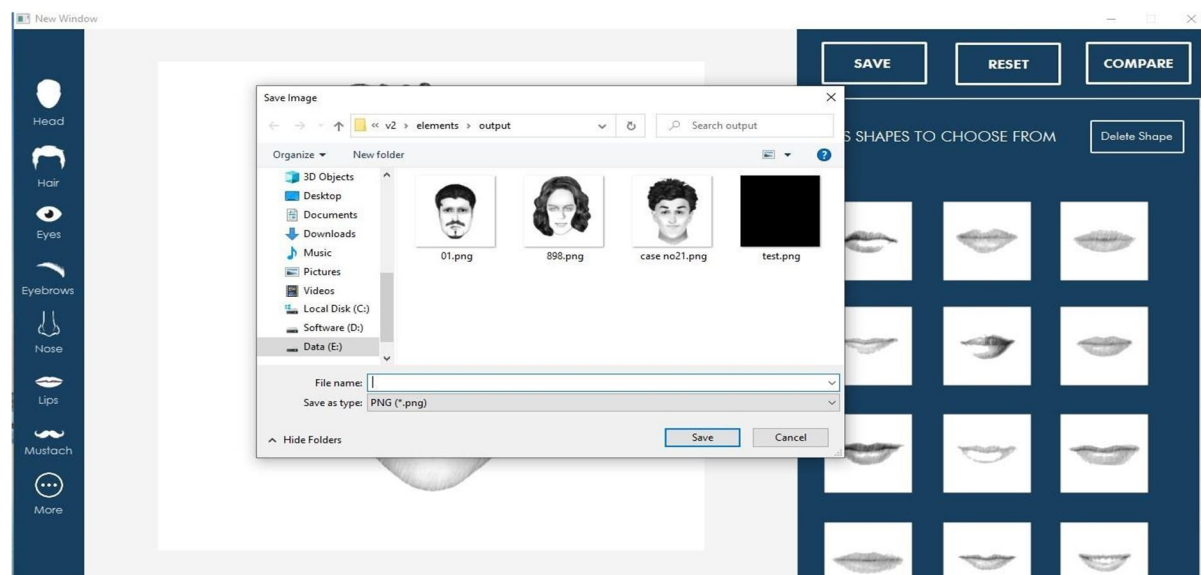 New Window
Head
Hair
Eyes
Eyebrows
Nose
Lips
Mustach
More
Save Image
« v2 › elements › output
Search output
Organize
New folder
3D Objects
Desktop
Documents
Downloads
Music
Pictures
Videos
Local Disk (C:)
Software (D:)
Data (E:)
01.png
898.png
case no21.png
test.png
File name:
Save as type: PNG (*.png)
Hide Folders
Save
Cancel
SAVE
RESET
COMPARE
S SHAPES TO CHOOSE FROM
Delete Shape